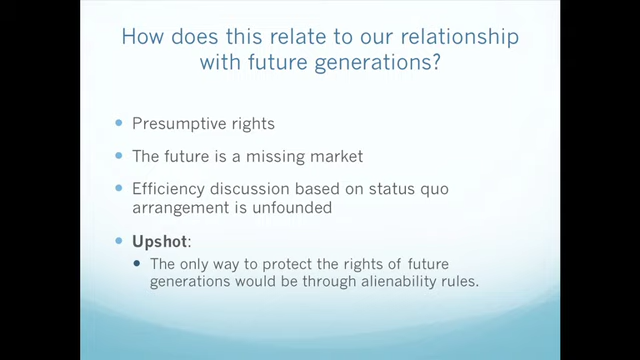 How does this relate to our relationship
with future generations?
Presumptive rights
The future is a missing market
Efficiency discussion based on status quo
arrangement is unfounded
Upshot:
The only way to protect the rights of future
generations would be through alienability rules.